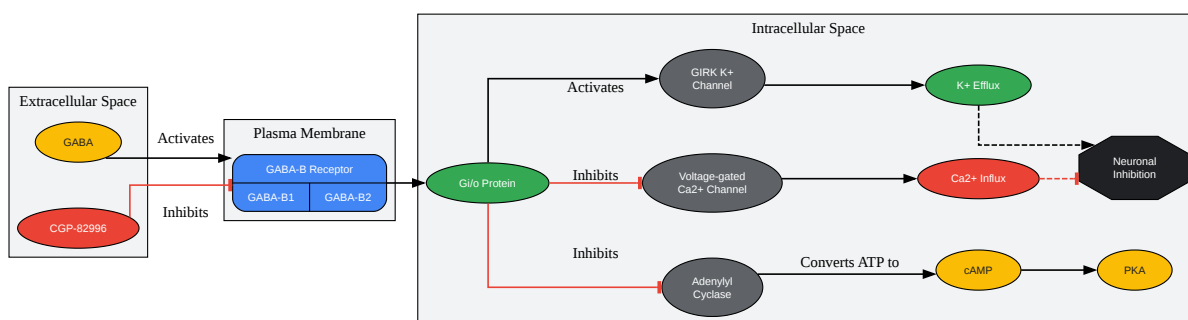 Extracellular Space
GABA
CGP-82996
Activates
Inhibits
Plasma Membrane
GABA-B Receptor
GABA-B1
GABA-B2
Intracellular Space
Gi/o Protein
Activates
Inhibits
Inhibits
GIRK K+
Channel
Voltage-gated
Ca2+ Channel
Adenylyl
Cyclase
Converts ATP to
K+ Efflux
Ca2+ Influx
cAMP
Neuronal
Inhibition
PKA